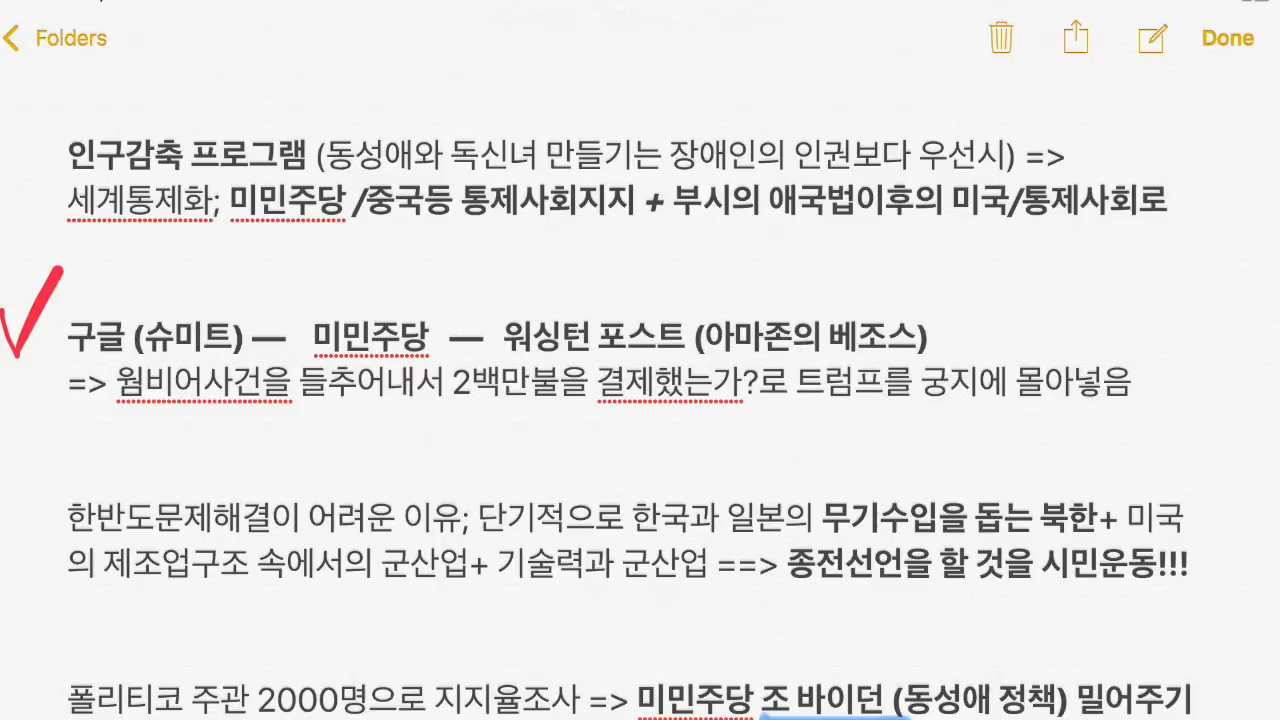 Folders
Done
인구감축 프로그램 (동성애와 독신녀 만들기는 장애인의 인권보다 우선시) =>
세계통제화; 미민주당 /중국등 통제사회지지 + 부시의 애국법이후의 미국/통제사회로
구글 (슈미트) — 미민주당 — 워싱턴 포스트 (아마존의 베조스)
=> 웜비어사건을 들추어내서 2백만불을 결제했는가?로 트럼프를 궁지에 몰아넣음
한반도문제해결이 어려운 이유; 단기적으로 한국과 일본의 무기수입을 돕는 북한+ 미국
의 제조업구조 속에서의 군산업+ 기술력과 군산업 ==> 종전선언을 할 것을 시민운동!!!
폴리티코 주관 2000명으로 지지율조사 => 미민주당 조 바이던 (동성애 정책) 밀어주기